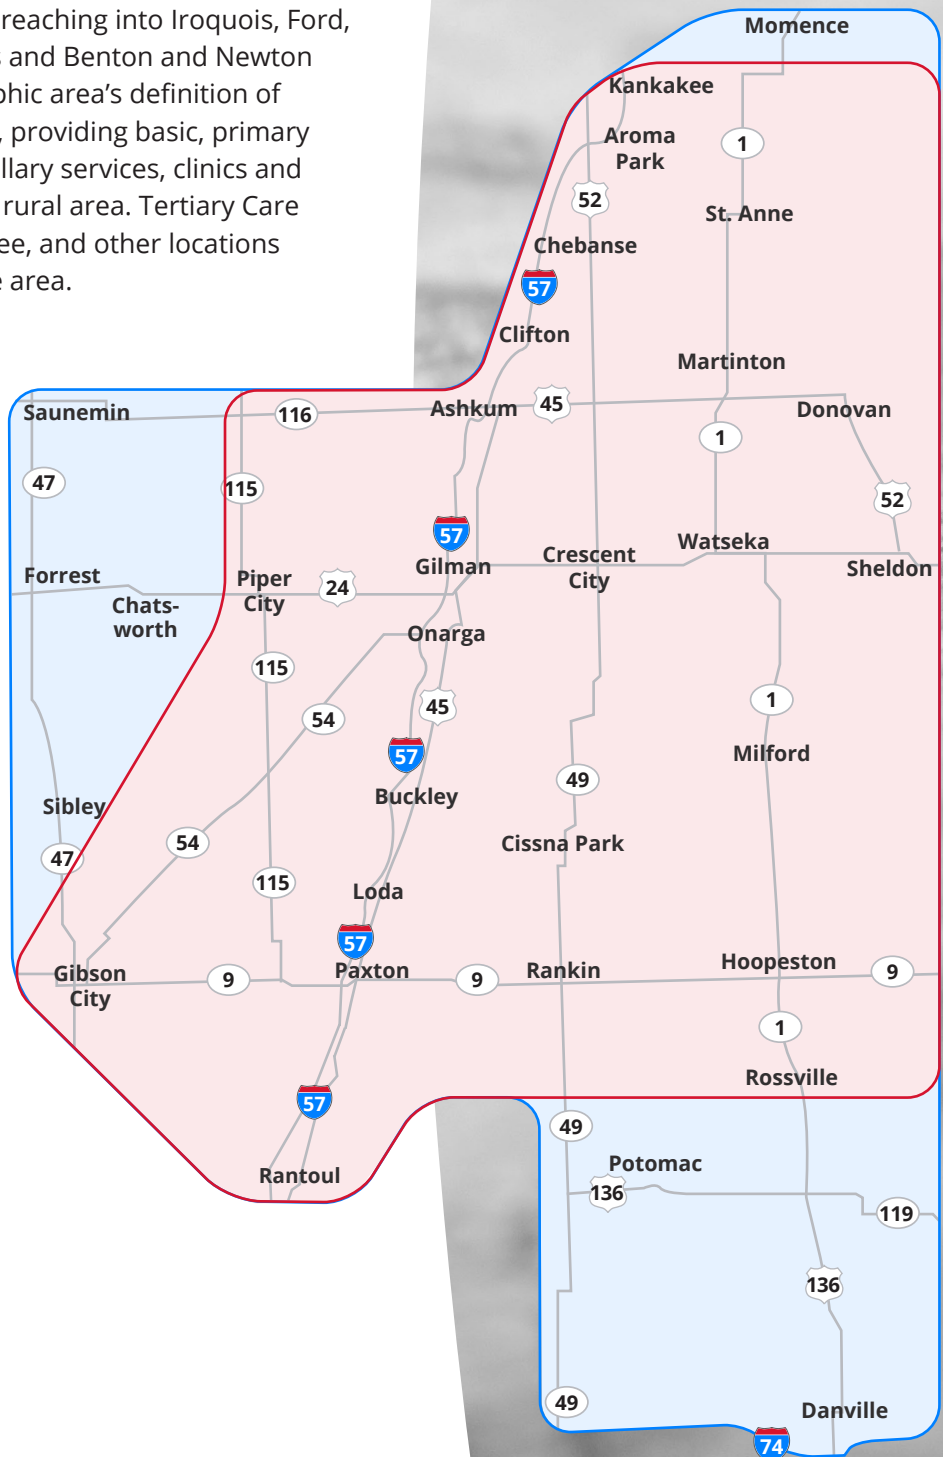 reaching into Iroquois, Ford,
s and Benton and Newton
phic area's definition of
, providing basic, primary
llary services, clinics and
rural area. Tertiary Care
ee, and other locations
e area.
Momence
Kankakee
Aroma
Park
1
52
St. Anne
Chebanse
57
Clifton
Martinton
Saunemin
116
Ashkum
45
Donovan
1
47
115
52
57
Watseka
Gilman
Crescent
City
Sheldon
Forrest
Piper
City
24
Chats-
worth
Onarga
115
54
45
1
57
Milford
49
Buckley
Sibley
54
47
Cissna Park
115
Loda
57
Gibson
City
9
Paxton
9
Rankin
Hoopeston
9
1
Rossville
57
49
Rantoul
Potomac
136
119
136
49
Danville
74